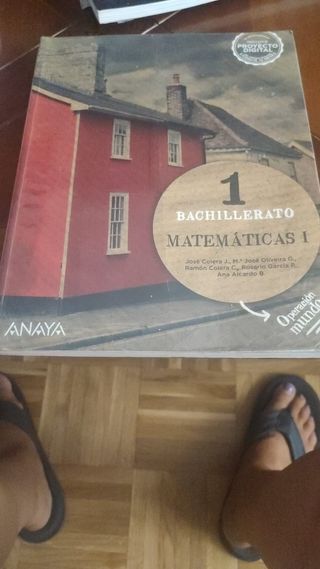 PROYECTO
DIGITAL
1
BACHILLERATO
MATEMÁTICAS I
José Colera J., M.ª José Oliveira G.,
Ramón Colera C., Rosario García P.,
Ana Aicardo B.
ANAYA
Operación
mundo